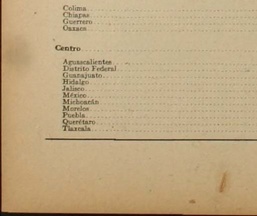 Colima
Chiapas
Guerrero
Oaxaca
Centro
Aguascalientes
Distrito Federal
Guanajuato
Hidalgo
Jalisco
México
Michoacán
Morelos
Puebla
Querétaro
Tlaxcala